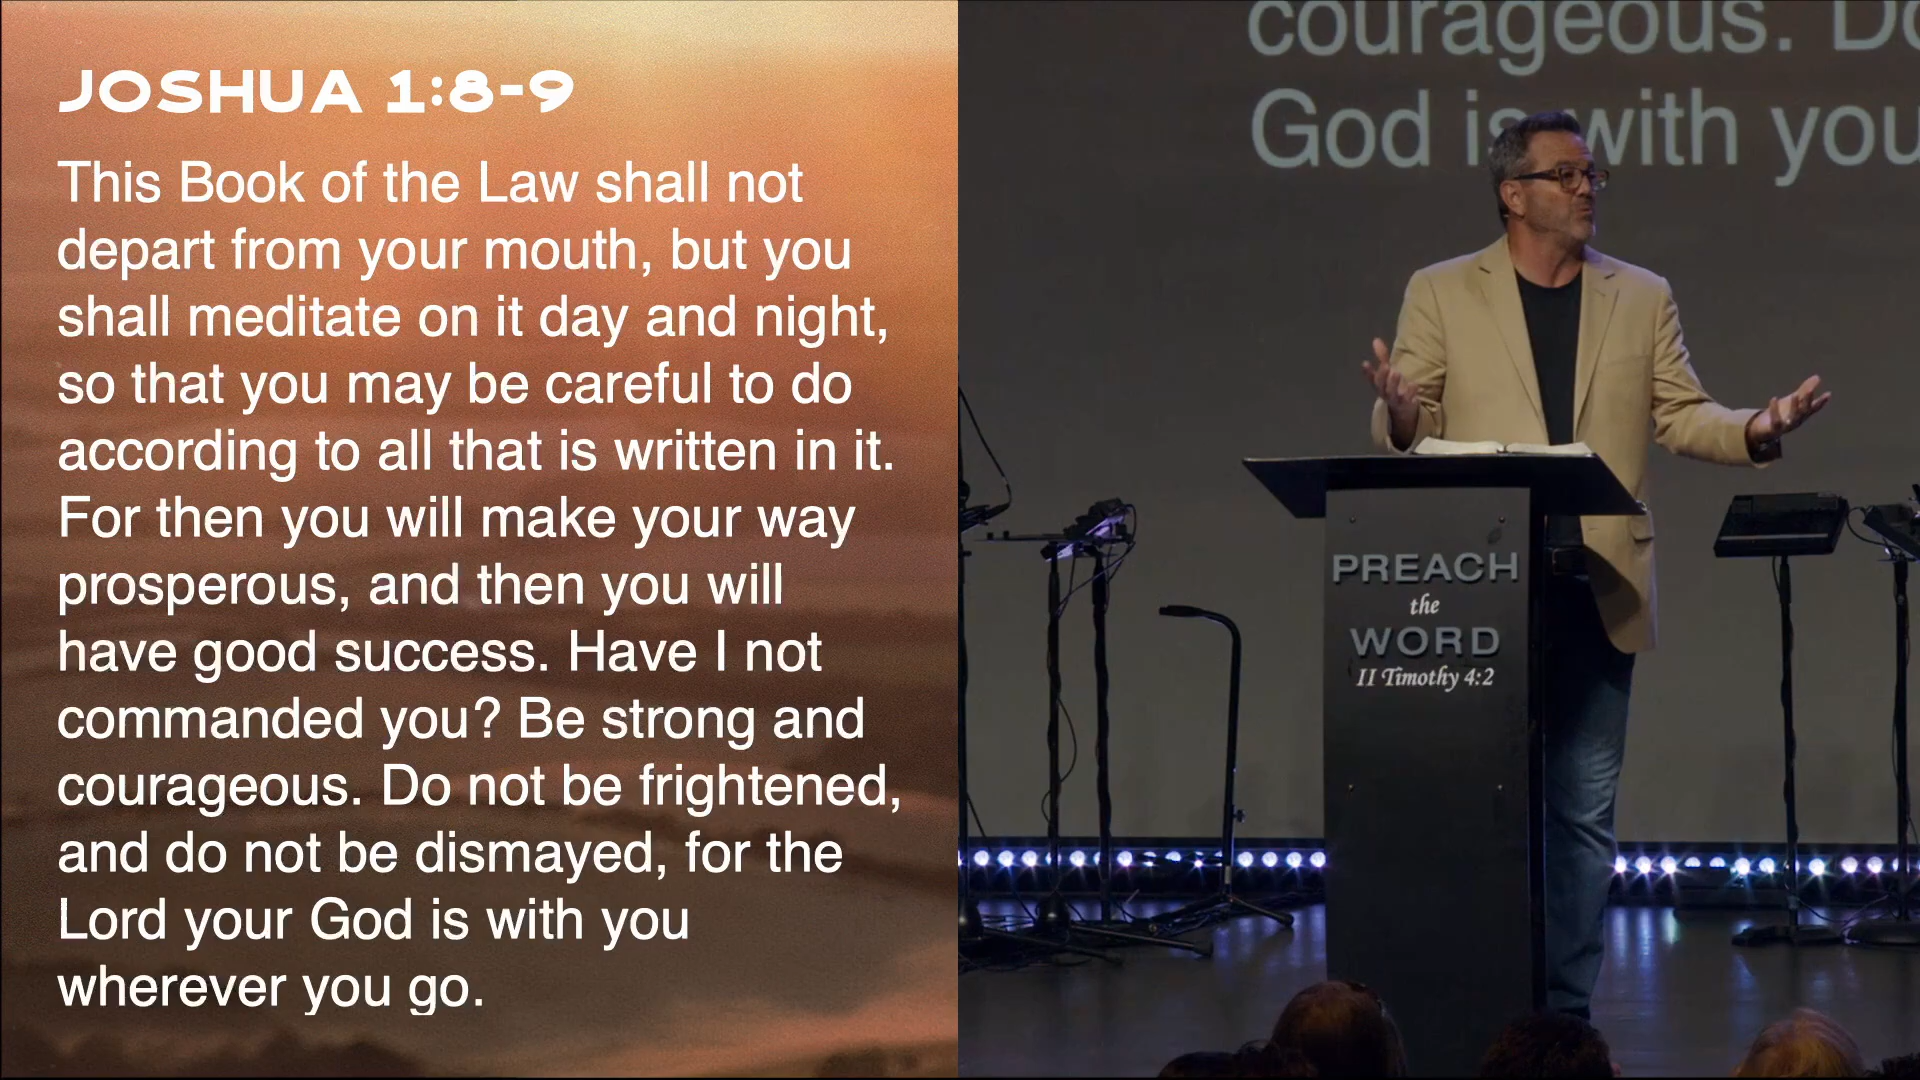 JOSHUA 1:8-9
This Book of the Law shall not
depart from your mouth, but you
shall meditate on it day and night,
so that you may be careful to do
according to all that is written in it.
For then you will make your way
prosperous, and then you will
have good success. Have I not
commanded you? Be strong and
courageous. Do not be frightened,
and do not be dismayed, for the
Lord your God is with you
wherever you go.
courageous. Do
God is with you
PREACH
the
WORD
II Timothy 4:2